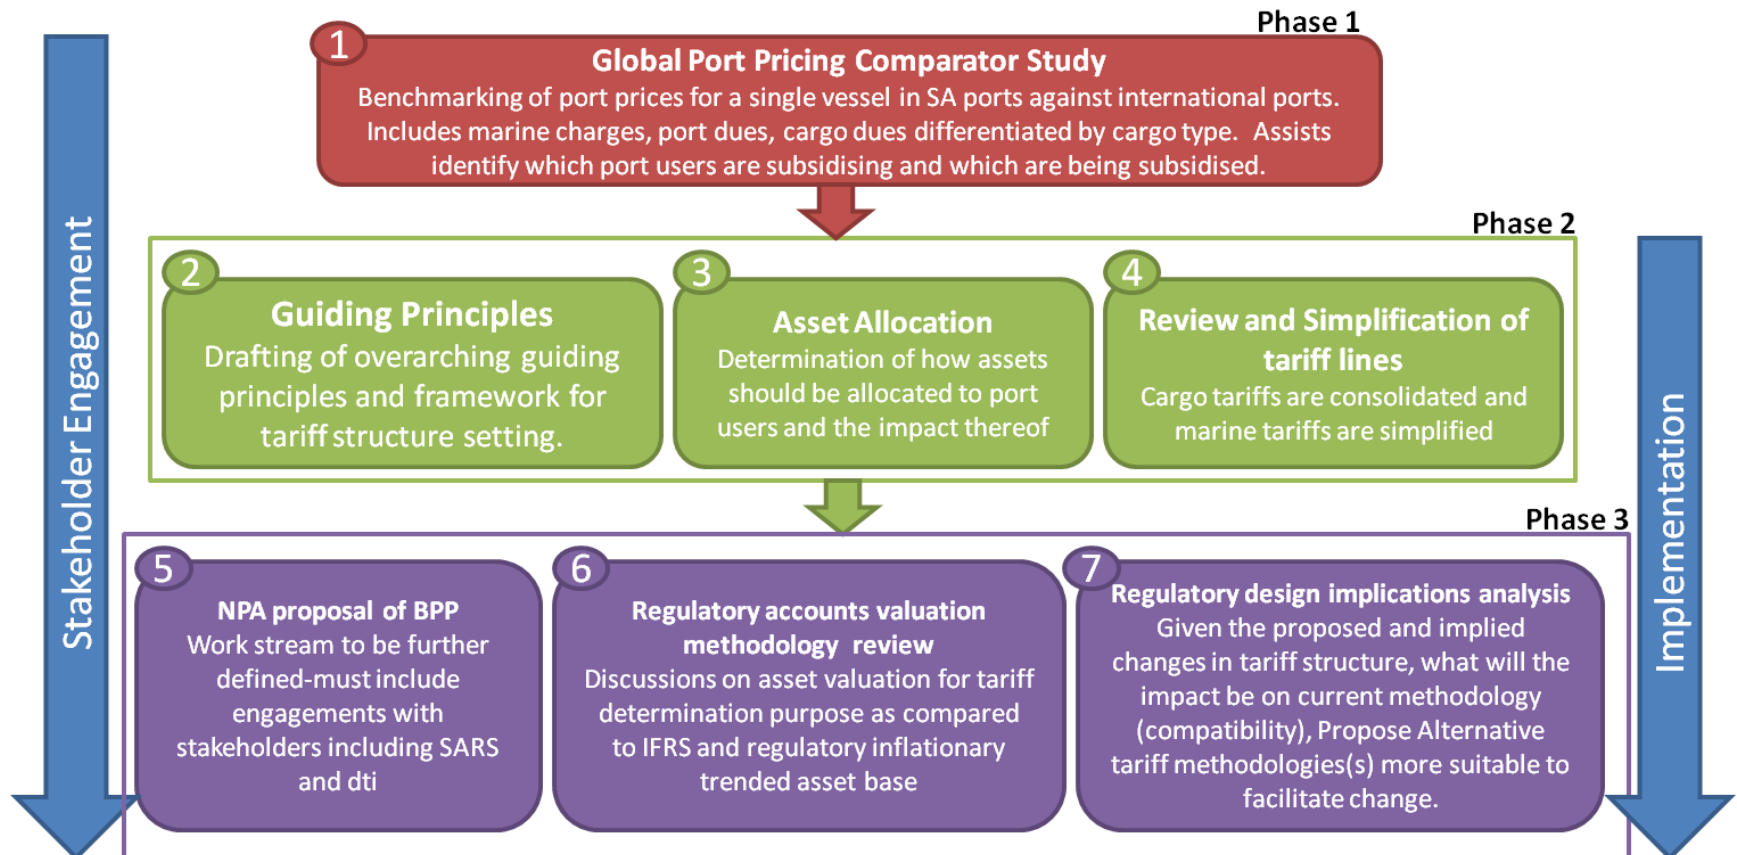 Phase 1
1
Global Port Pricing Comparator Study
Benchmarking of port prices for a single vessel in SA ports against international ports.
Includes marine charges, port dues, cargo dues differentiated by cargo type. Assists
identify which port users are subsidising and which are being subsidised.
Stakeholder Engagement
Phase 2
2
Guiding Principles
Drafting of overarching guiding
principles and framework for
tariff structure setting.
3
Asset Allocation
Determination of how assets
should be allocated to port
users and the impact thereof
4
Review and Simplification of
tariff lines
Cargo tariffs are consolidated and
marine tariffs are simplified
Implementation
Phase 3
5
NPA proposal of BPP
Work stream to be further
defined-must include
engagements with
stakeholders including SARS
and dti
6
Regulatory accounts valuation
methodology review
Discussions on asset valuation for tariff
determination purpose as compared
to IFRS and regulatory inflationary
trended asset base
7
Regulatory design implications analysis
Given the proposed and implied
changes in tariff structure, what will the
impact be on current methodology
(compatibility), Propose Alternative
tariff methodologies(s) more suitable to
facilitate change.